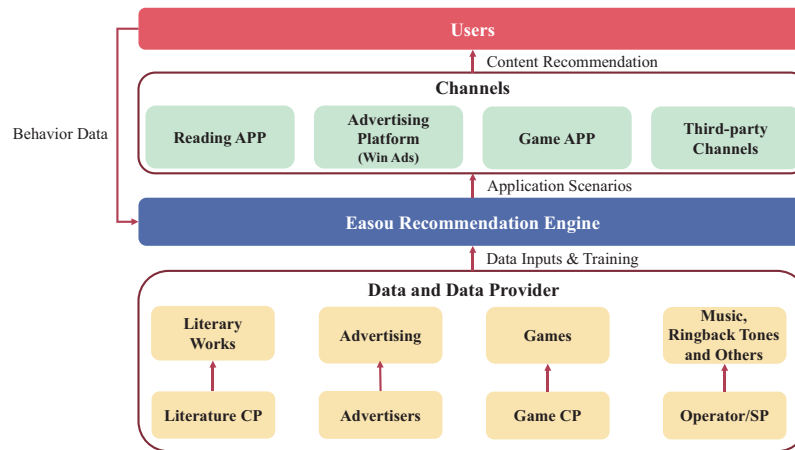 Users
Content Recommendation
Channels
Behavior Data
Reading APP
Advertising
Platform
(Win Ads)
Game APP
Third-party
Channels
Application Scenarios
Easou Recommendation Engine
Data Inputs & Training
Data and Data Provider
Literary
Works
Advertising
Games
Music,
Ringback Tones
and Others
Literature CP
Advertisers
Game CP
Operator/SP